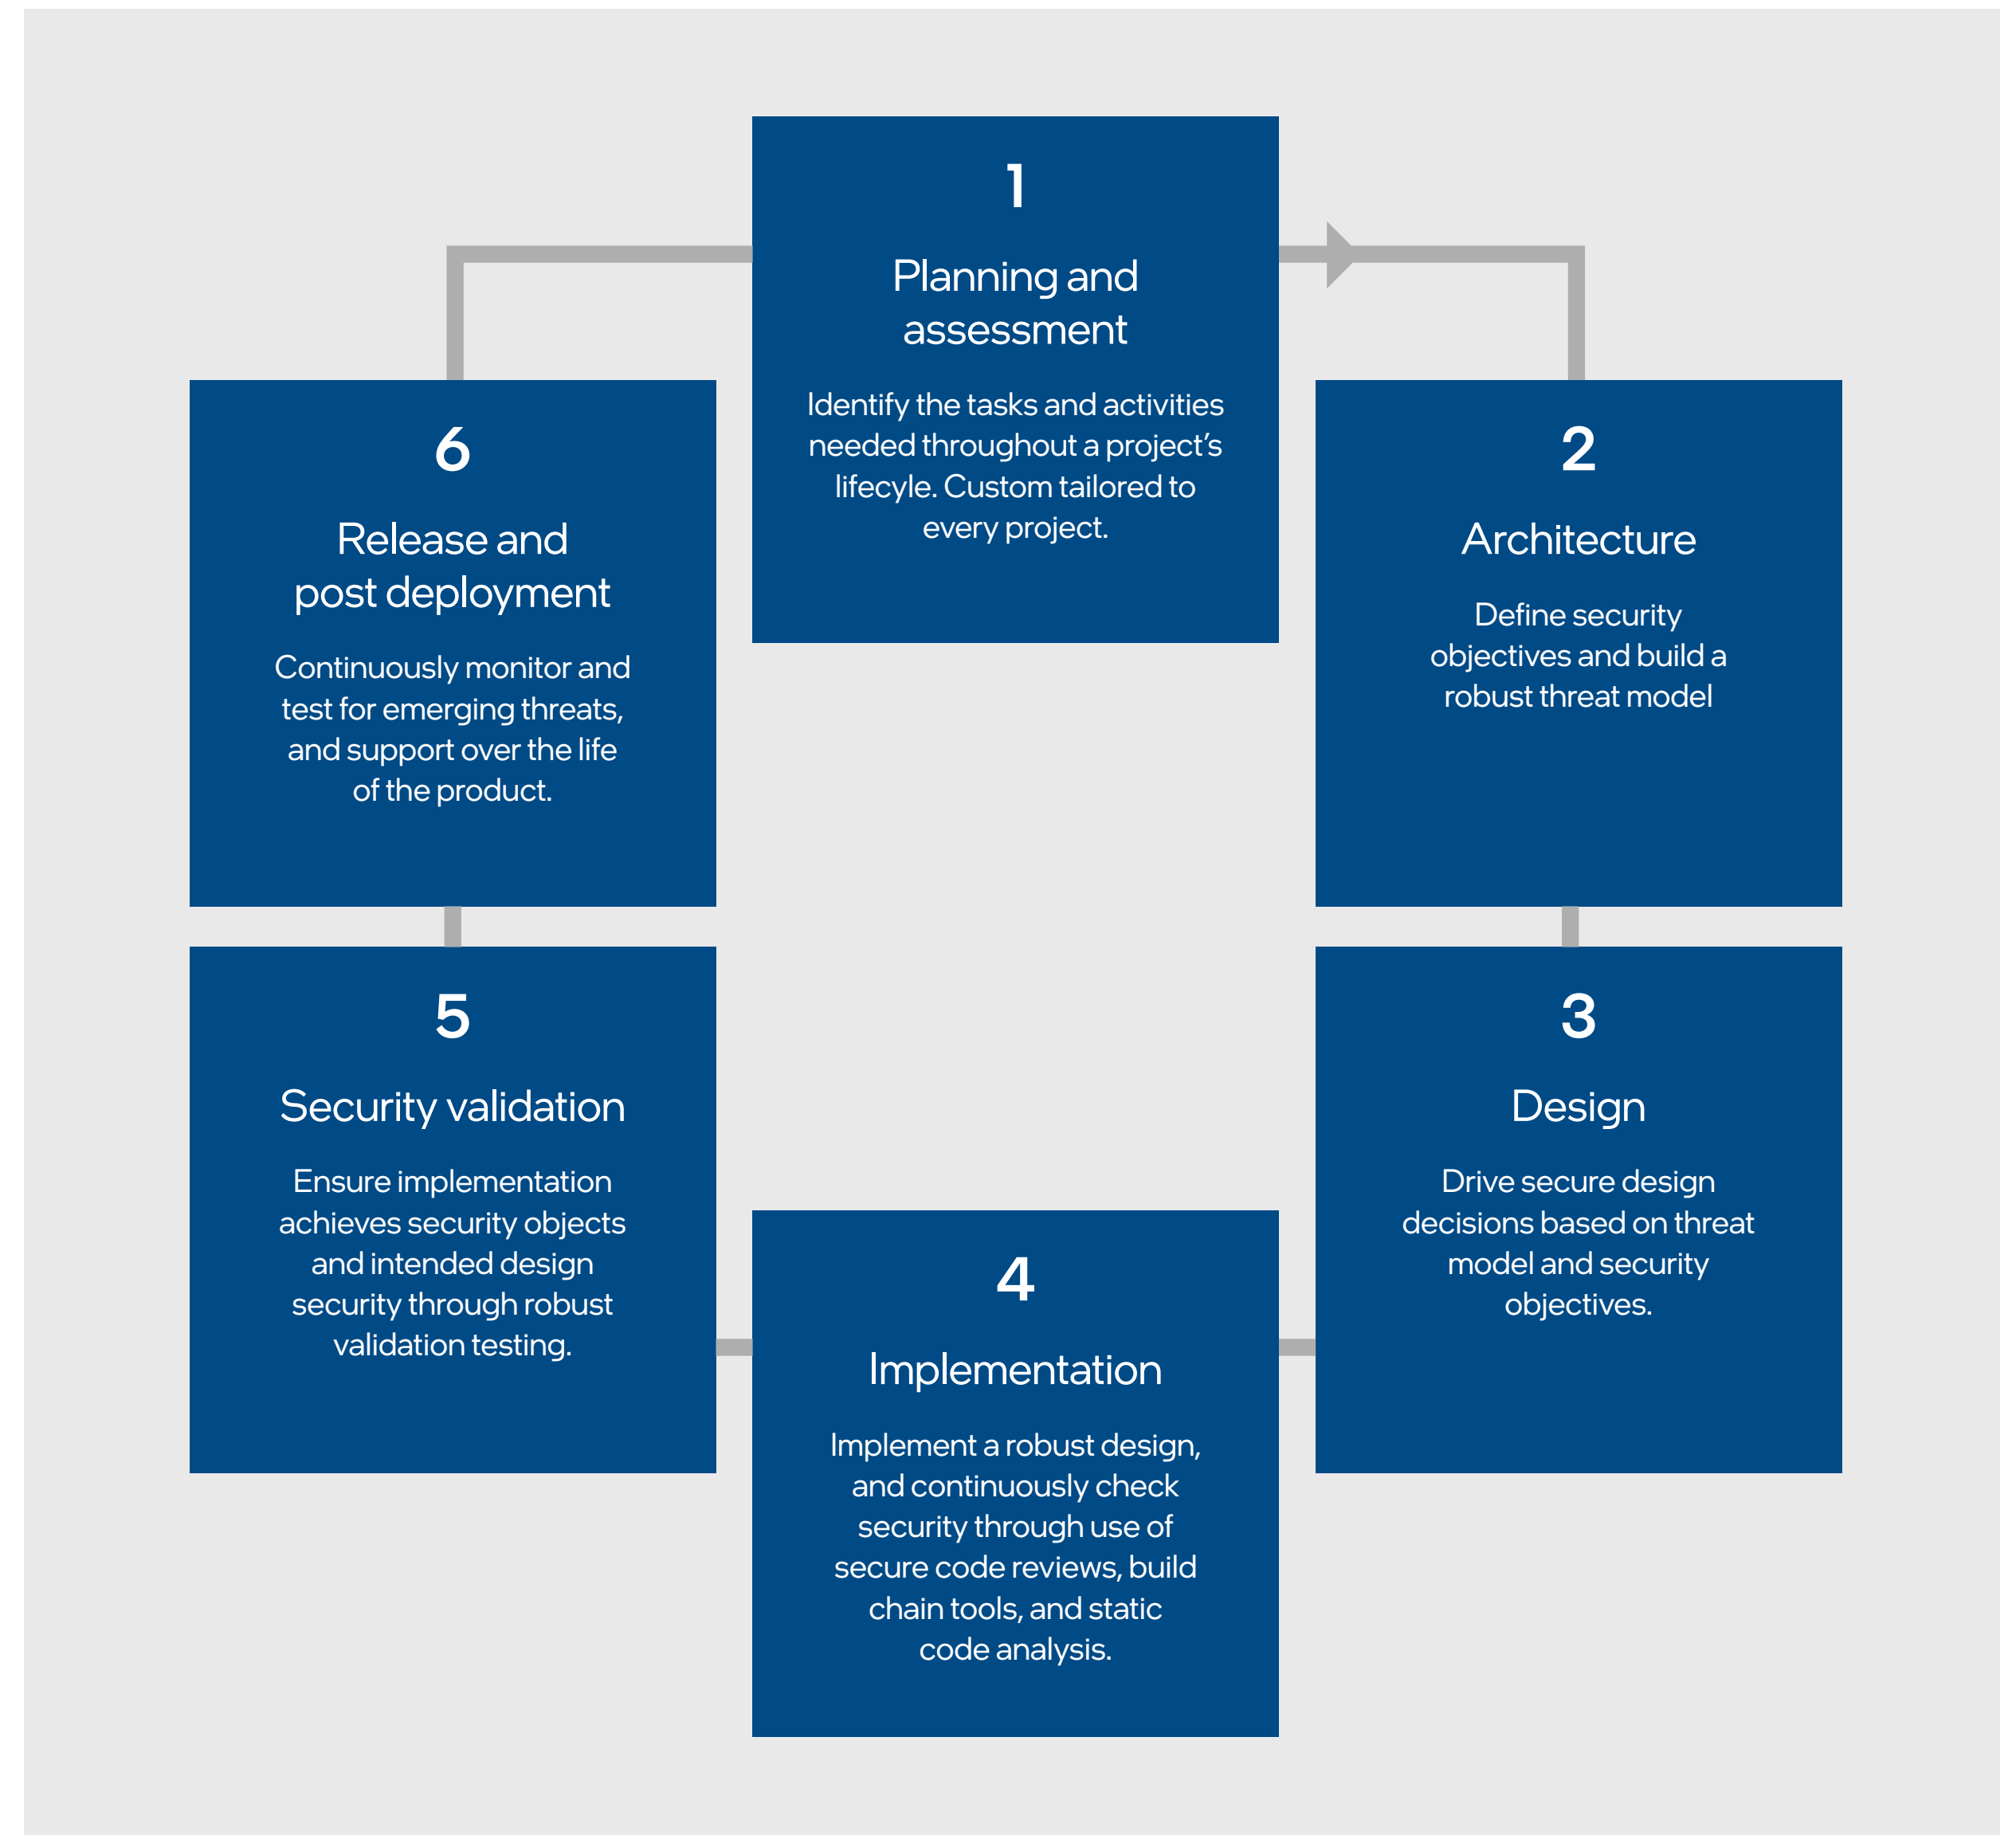 1
Planning and
assessment
Identify the tasks and activities
needed throughout a project’s
lifecyle. Custom tailored to
every project.
2
Architecture
Define security
objectives and build a
robust threat model
3
Design
Drive secure design
decisions based on threat
model and security
objectives.
4
Implementation
Implement a robust design,
and continuously check
security through use of
secure code reviews, build
chain tools, and static
code analysis.
5
Security validation
Ensure implementation
achieves security objects
and intended design
security through robust
validation testing.
6
Release and
post deployment
Continuously monitor and
test for emerging threats,
and support over the life
of the product.